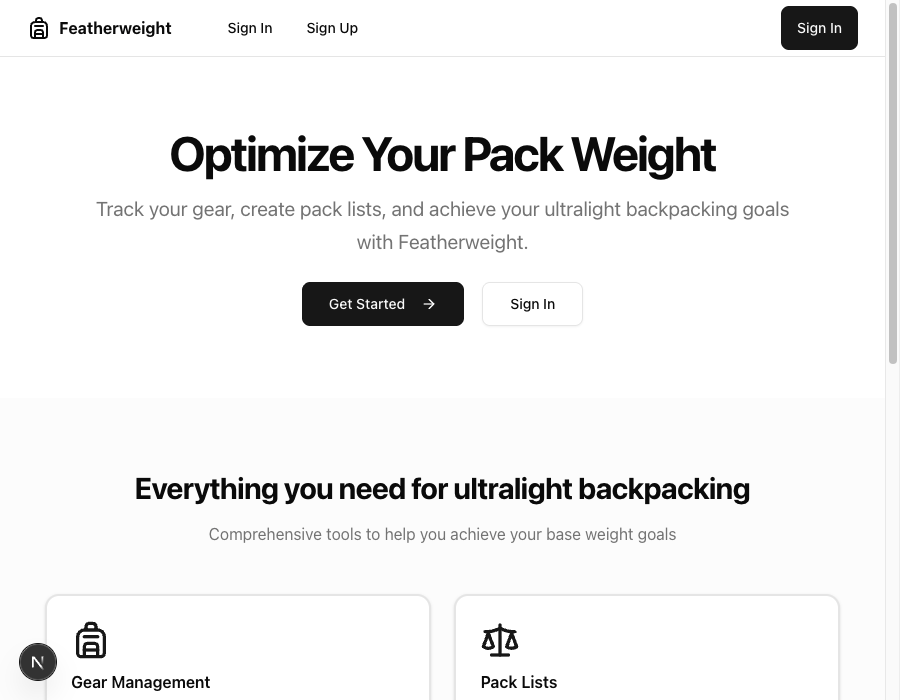 Featherweight
Sign In
Sign Up
Sign In
Optimize Your Pack Weight
Track your gear, create pack lists, and achieve your ultralight backpacking goals
with Featherweight.
Get Started
Sign In
Everything you need for ultralight backpacking
Comprehensive tools to help you achieve your base weight goals
Gear Management
Pack Lists
N